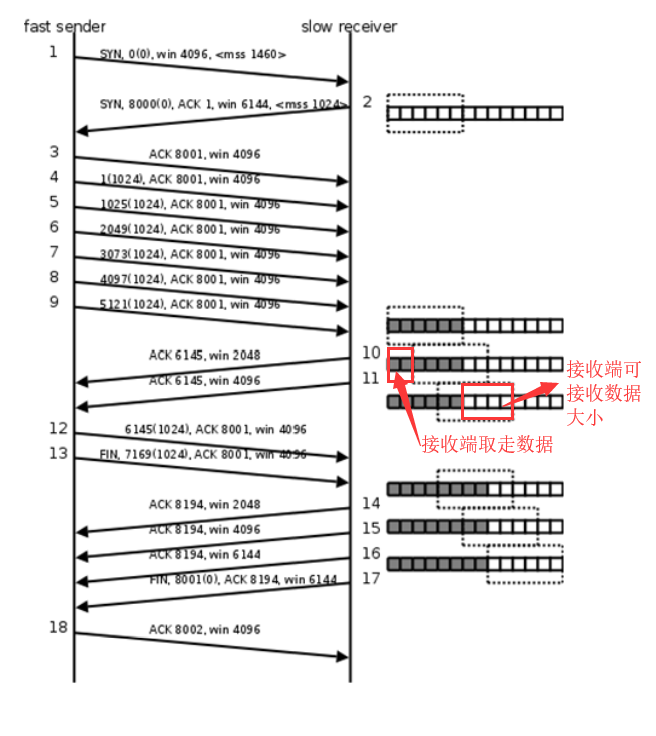 fast sender
slow receiver
1
SYN, 0(0), win 4096, <mss 1460>
SYN, 8000(0), ACK 1, win 6144, <mss 1024>
2
3
ACK 8001, win 4096
4
1(1024), ACK 8001, win 4096
5
1025(1024), ACK 8001, win 4096
6
2049(1024), ACK 8001, win 4096
7
3073(1024), ACK 8001, win 4096
8
4097(1024), ACK 8001, win 4096
9
5121(1024), ACK 8001, win 4096
ACK 6145, win 2048
10
ACK 6145, win 4096
11
接收端可
接收数据
大小
接收端取走数据
12
6145(1024), ACK 8001, win 4096
13
FIN, 7169(1024), ACK 8001, win 4096
ACK 8194, win 2048
14
ACK 8194, win 4096
15
ACK 8194, win 6144
16
FIN, 8001(0), ACK 8194, win 6144
17
18
ACK 8002, win 4096